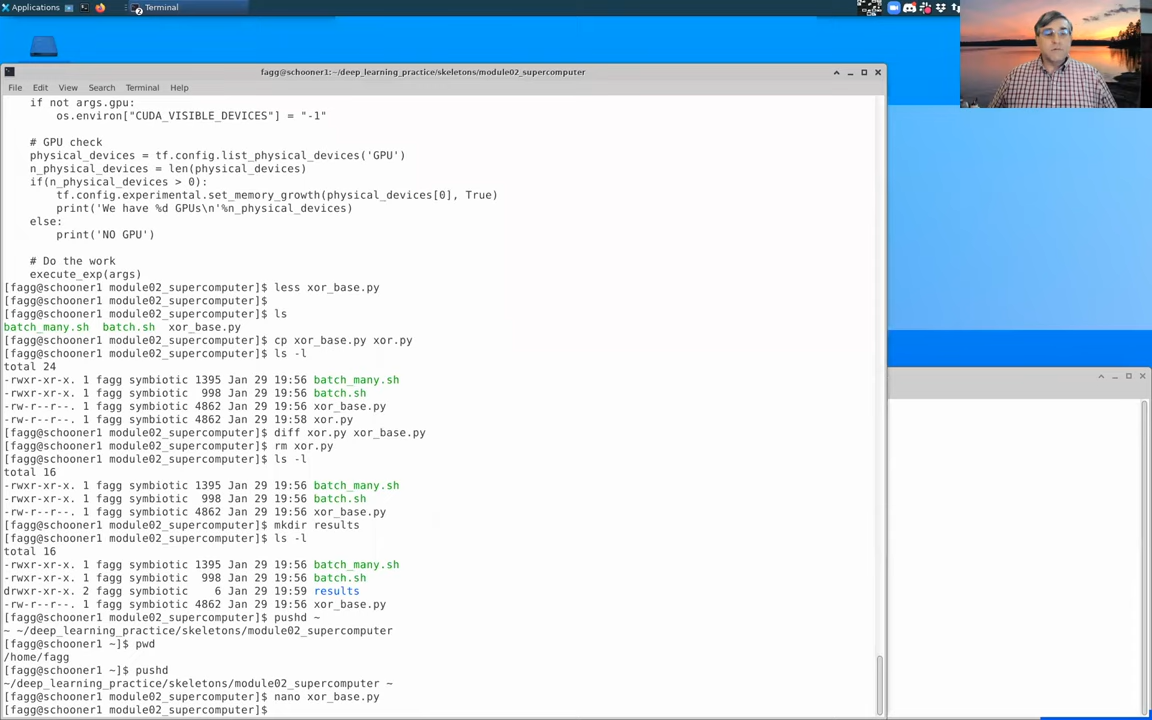 Applications
Terminal
fagg@schooner1:~/deep_learning_practice/skeletons/module02_supercomputer
File Edit View Search Terminal Help
if not args.gpu:
os.environ["CUDA_VISIBLE_DEVICES"] = "-1"
# GPU check
physical_devices = tf.config.list_physical_devices('GPU')
n_physical_devices = len(physical_devices)
if(n_physical_devices > 0):
tf.config.experimental.set_memory_growth(physical_devices[0], True)
print('We have %d GPUs\n'%n_physical_devices)
else:
print('NO GPU')
# Do the work
execute_exp(args)
[fagg@schooner1 module02_supercomputer]$ less xor_base.py
[fagg@schooner1 module02_supercomputer]$
[fagg@schooner1 module02_supercomputer]$ ls
batch_many.sh batch.sh xor_base.py
[fagg@schooner1 module02_supercomputer]$ cp xor_base.py xor.py
[fagg@schooner1 module02_supercomputer]$ ls -l
total 24
-rwxr-xr-x. 1 fagg symbiotic 1395 Jan 29 19:56 batch_many.sh
-rwxr-xr-x. 1 fagg symbiotic 998 Jan 29 19:56 batch.sh
-rw-r--r--. 1 fagg symbiotic 4862 Jan 29 19:56 xor_base.py
-rw-r--r--. 1 fagg symbiotic 4862 Jan 29 19:58 xor.py
[fagg@schooner1 module02_supercomputer]$ diff xor.py xor_base.py
[fagg@schooner1 module02_supercomputer]$ rm xor.py
[fagg@schooner1 module02_supercomputer]$ ls -l
total 16
-rwxr-xr-x. 1 fagg symbiotic 1395 Jan 29 19:56 batch_many.sh
-rwxr-xr-x. 1 fagg symbiotic 998 Jan 29 19:56 batch.sh
-rw-r--r--. 1 fagg symbiotic 4862 Jan 29 19:56 xor_base.py
[fagg@schooner1 module02_supercomputer]$ mkdir results
[fagg@schooner1 module02_supercomputer]$ ls -l
total 16
-rwxr-xr-x. 1 fagg symbiotic 1395 Jan 29 19:56 batch_many.sh
-rwxr-xr-x. 1 fagg symbiotic 998 Jan 29 19:56 batch.sh
drwxr-xr-x. 2 fagg symbiotic 6 Jan 29 19:59 results
-rw-r--r--. 1 fagg symbiotic 4862 Jan 29 19:56 xor_base.py
[fagg@schooner1 module02_supercomputer]$ pushd ~
~ ~/deep_learning_practice/skeletons/module02_supercomputer
[fagg@schooner1 ~]$ pwd
/home/fagg
[fagg@schooner1 ~]$ pushd
~/deep_learning_practice/skeletons/module02_supercomputer ~
[fagg@schooner1 module02_supercomputer]$ nano xor_base.py
[fagg@schooner1 module02_supercomputer]$